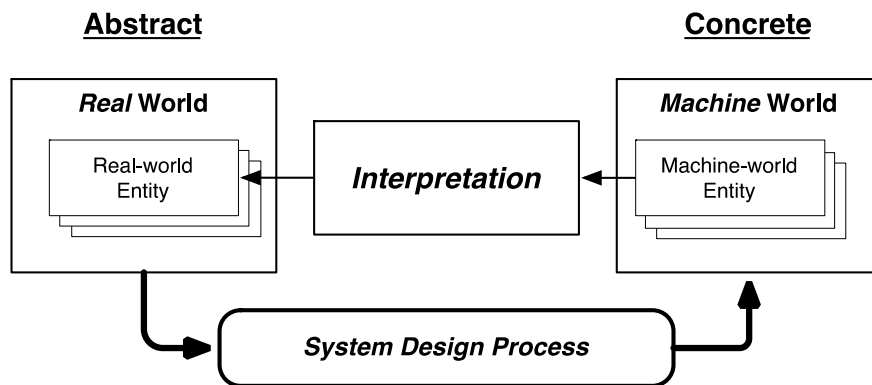 Abstract
Concrete
Real World
Machine World
Real-world
Entity
Interpretation
Machine-world
Entity
System Design Process